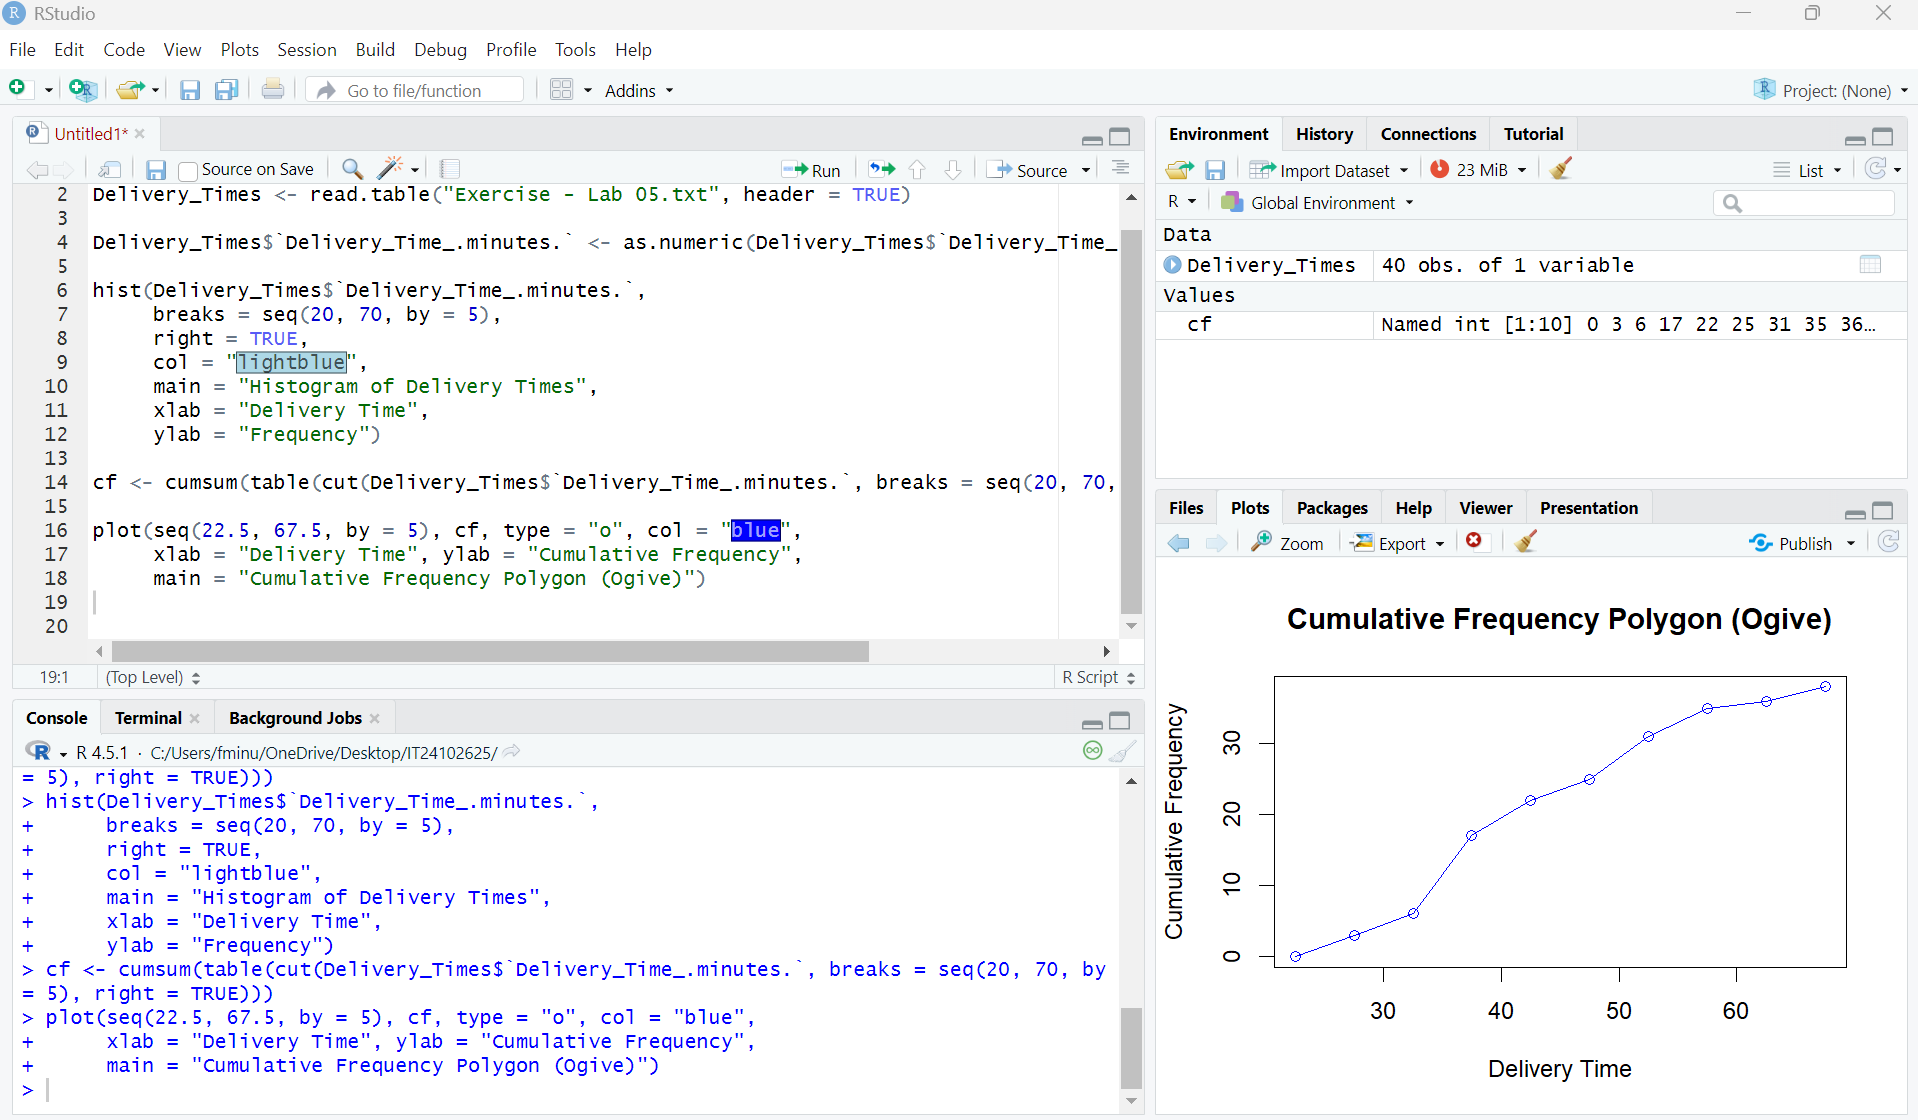 RStudio
File Edit Code View Plots Session Build Debug Profile Tools Help
Go to file/function Addins Project: (None)
Untitled1*
Source on Save Run Source
2 Delivery_Times <- read.table("Exercise - Lab 05.txt", header = TRUE)
3
4 Delivery_Times$`Delivery_Time_.minutes.` <- as.numeric(Delivery_Times$`Delivery_Time_
5
6 hist(Delivery_Times$`Delivery_Time_.minutes.`,
7 breaks = seq(20, 70, by = 5),
8 right = TRUE,
9 col = "lightblue",
10 main = "Histogram of Delivery Times",
11 xlab = "Delivery Time",
12 ylab = "Frequency")
13
14 cf <- cumsum(table(cut(Delivery_Times$`Delivery_Time_.minutes.`, breaks = seq(20, 70,
15
16 plot(seq(22.5, 67.5, by = 5), cf, type = "o", col = "blue",
17 xlab = "Delivery Time", ylab = "Cumulative Frequency",
18 main = "Cumulative Frequency Polygon (Ogive)")
19
20
19:1 (Top Level) R Script
Console Terminal Background Jobs
R 4.5.1 · C:/Users/fminu/OneDrive/Desktop/IT24102625/
= 5), right = TRUE)))
> hist(Delivery_Times$`Delivery_Time_.minutes.`,
+ breaks = seq(20, 70, by = 5),
+ right = TRUE,
+ col = "lightblue",
+ main = "Histogram of Delivery Times",
+ xlab = "Delivery Time",
+ ylab = "Frequency")
> cf <- cumsum(table(cut(Delivery_Times$`Delivery_Time_.minutes.`, breaks = seq(20, 70, by
= 5), right = TRUE)))
> plot(seq(22.5, 67.5, by = 5), cf, type = "o", col = "blue",
+ xlab = "Delivery Time", ylab = "Cumulative Frequency",
+ main = "Cumulative Frequency Polygon (Ogive)")
>
Environment History Connections Tutorial
Import Dataset 23 MiB List
R Global Environment
Data
Delivery_Times 40 obs. of 1 variable
Values
cf Named int [1:10] 0 3 6 17 22 25 31 35 36…
Files Plots Packages Help Viewer Presentation
Zoom Export Publish
Cumulative Frequency Polygon (Ogive)
Cumulative Frequency
30
20
10
0
30 40 50 60
Delivery Time